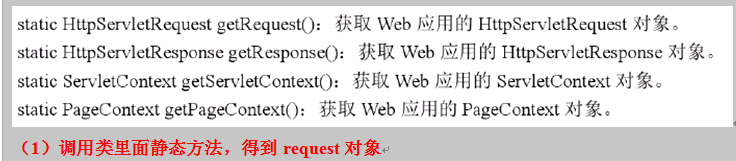 static HttpServletRequest getRequest()：获取 Web 应用的 HttpServletRequest 对象。
static HttpServletResponse getResponse()：获取 Web 应用的 HttpServletResponse 对象。
static ServletContext getServletContext()：获取 Web 应用的 ServletContext 对象。
static PageContext getPageContext()：获取 Web 应用的 PageContext 对象。
（1）调用类里面静态方法，得到 request 对象